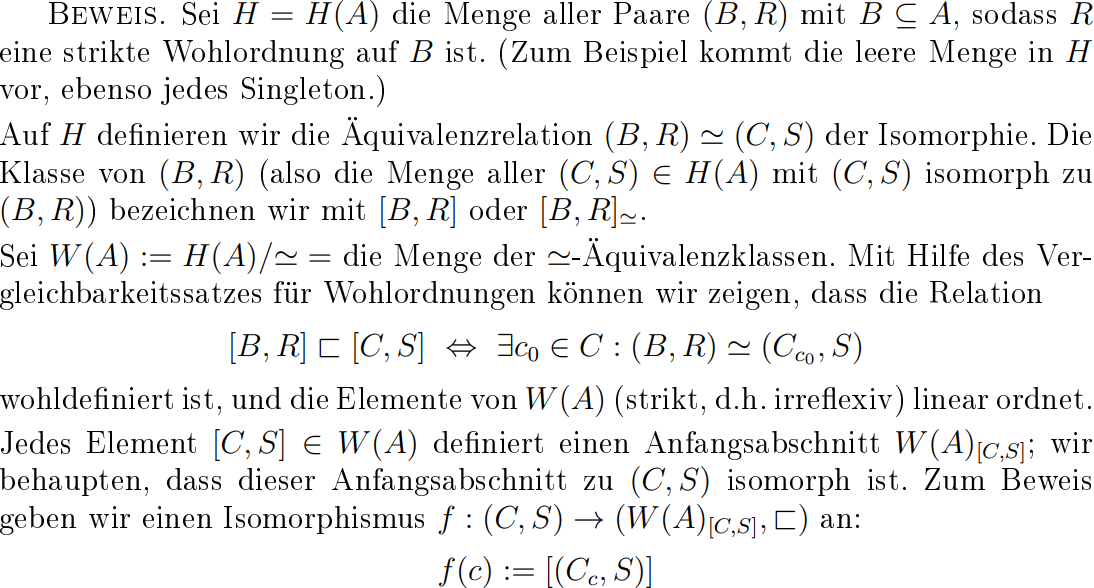 BEWEIS. Sei H = H(A) die Menge aller Paare (B, R) mit B ⊆ A, sodass R
eine strikte Wohlordnung auf B ist. (Zum Beispiel kommt die leere Menge in H
vor, ebenso jedes Singleton.)
Auf H definieren wir die Äquivalenzrelation (B, R) ≃ (C, S) der Isomorphie. Die
Klasse von (B, R) (also die Menge aller (C, S) ∈ H(A) mit (C, S) isomorph zu
(B, R)) bezeichnen wir mit [B, R] oder [B, R]_≃.
Sei W(A) := H(A)/≃ = die Menge der ≃-Äquivalenzklassen. Mit Hilfe des Ver-
gleichbarkeitssatzes für Wohlordnungen können wir zeigen, dass die Relation
[B, R] ⊏ [C, S] ⇔ ∃c₀ ∈ C : (B, R) ≃ (C_{c₀}, S)
wohldefiniert ist, und die Elemente von W(A) (strikt, d.h. irreflexiv) linear ordnet.
Jedes Element [C, S] ∈ W(A) definiert einen Anfangsabschnitt W(A)_{[C,S]}; wir
behaupten, dass dieser Anfangsabschnitt zu (C, S) isomorph ist. Zum Beweis
geben wir einen Isomorphismus f : (C, S) → (W(A)_{[C,S]}, ⊏) an:
f(c) := [(C_c, S)]